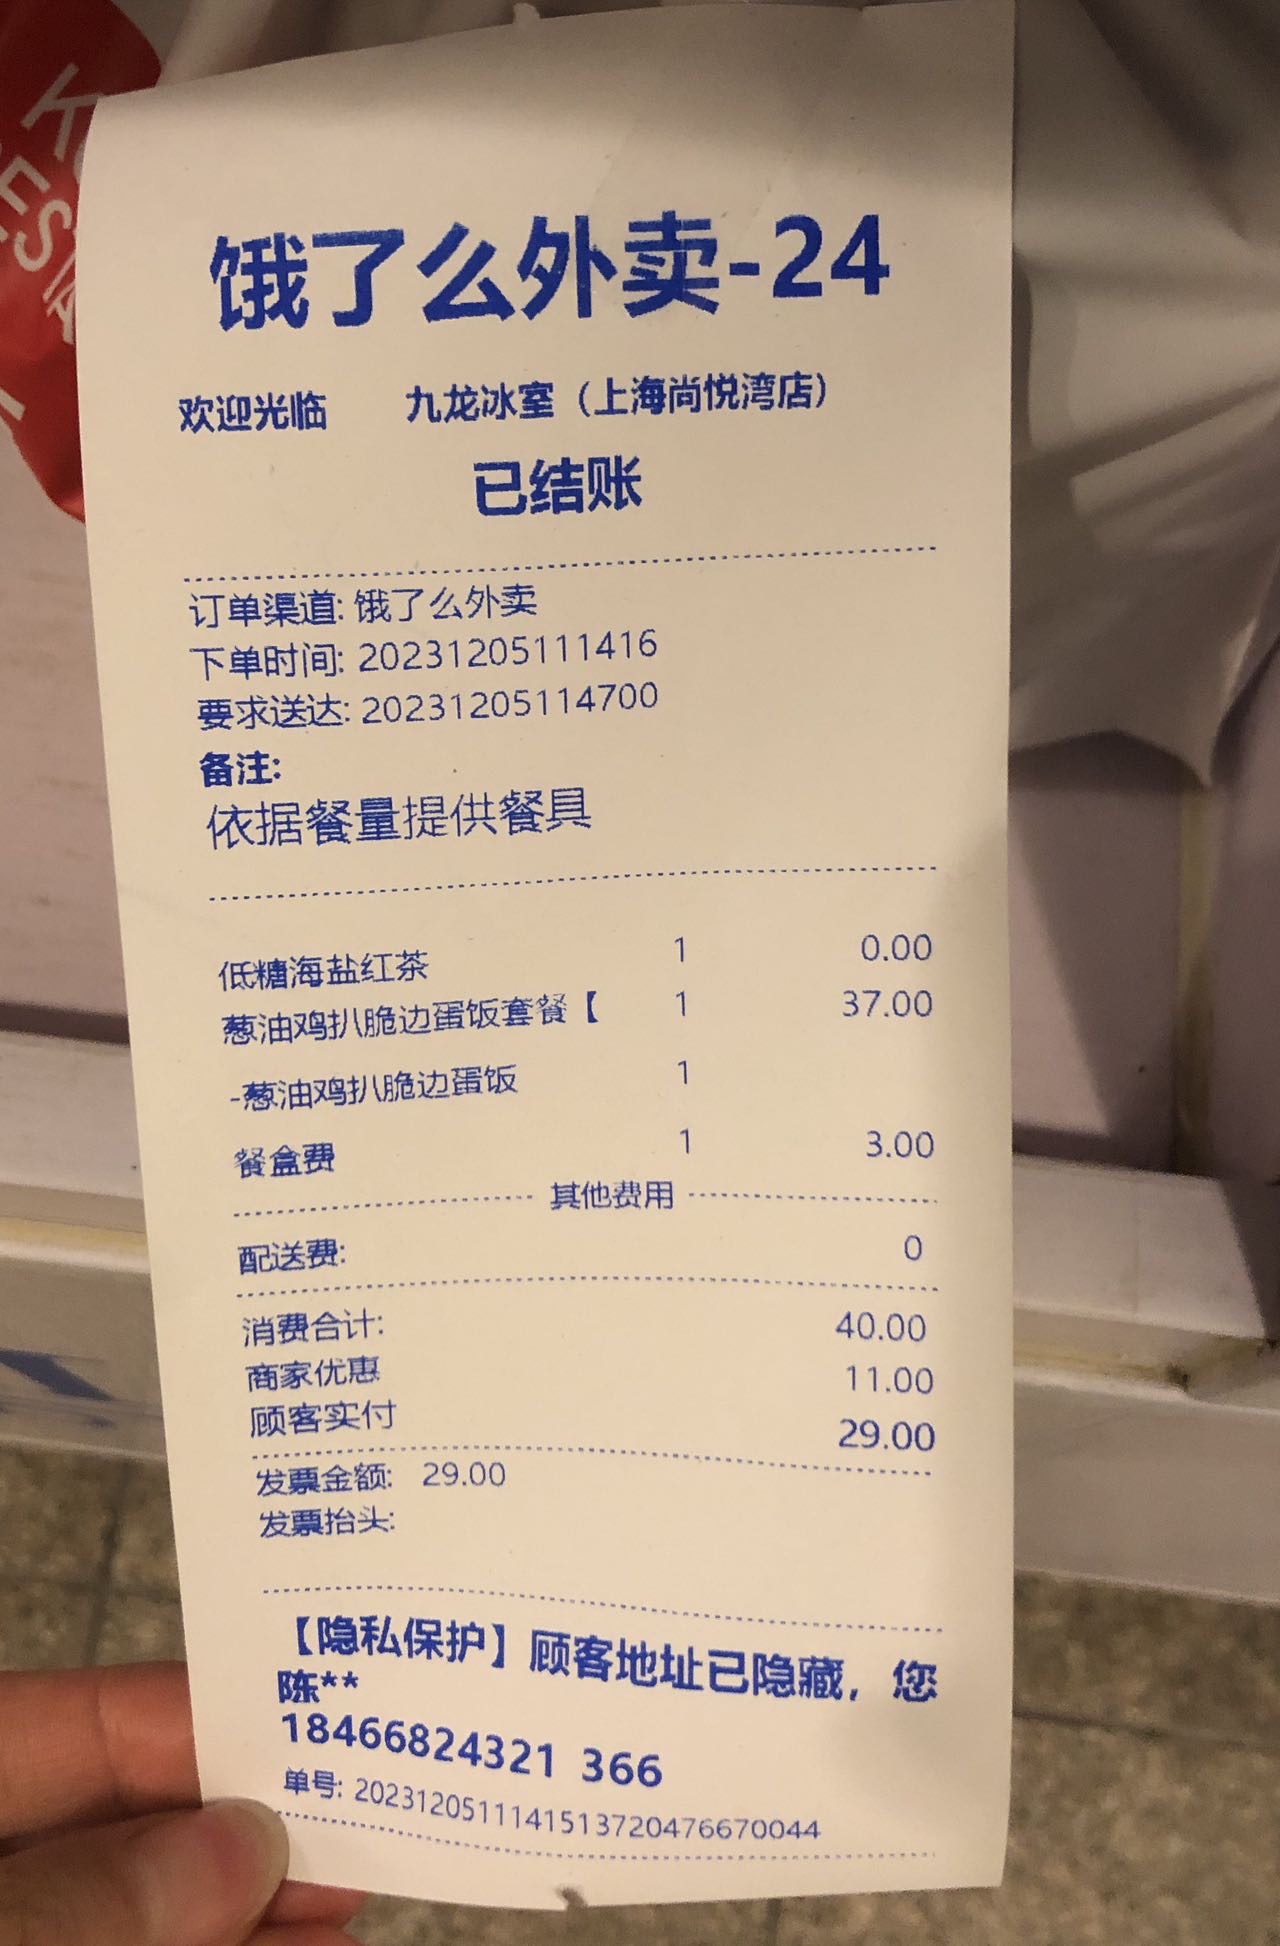 饿了么外卖-24
欢迎光临 九龙冰室（上海尚悦湾店）
已结账
订单渠道: 饿了么外卖
下单时间: 20231205111416
要求送达: 20231205114700
备注:
依据餐量提供餐具
低糖海盐红茶 1 0.00
葱油鸡扒脆边蛋饭套餐【 1 37.00
-葱油鸡扒脆边蛋饭 1
餐盒费 1 3.00
其他费用
配送费: 0
消费合计: 40.00
商家优惠 11.00
顾客实付 29.00
发票金额: 29.00
发票抬头:
【隐私保护】顾客地址已隐藏，您
陈**
18466824321 366
单号: 2023120511141513720476670044